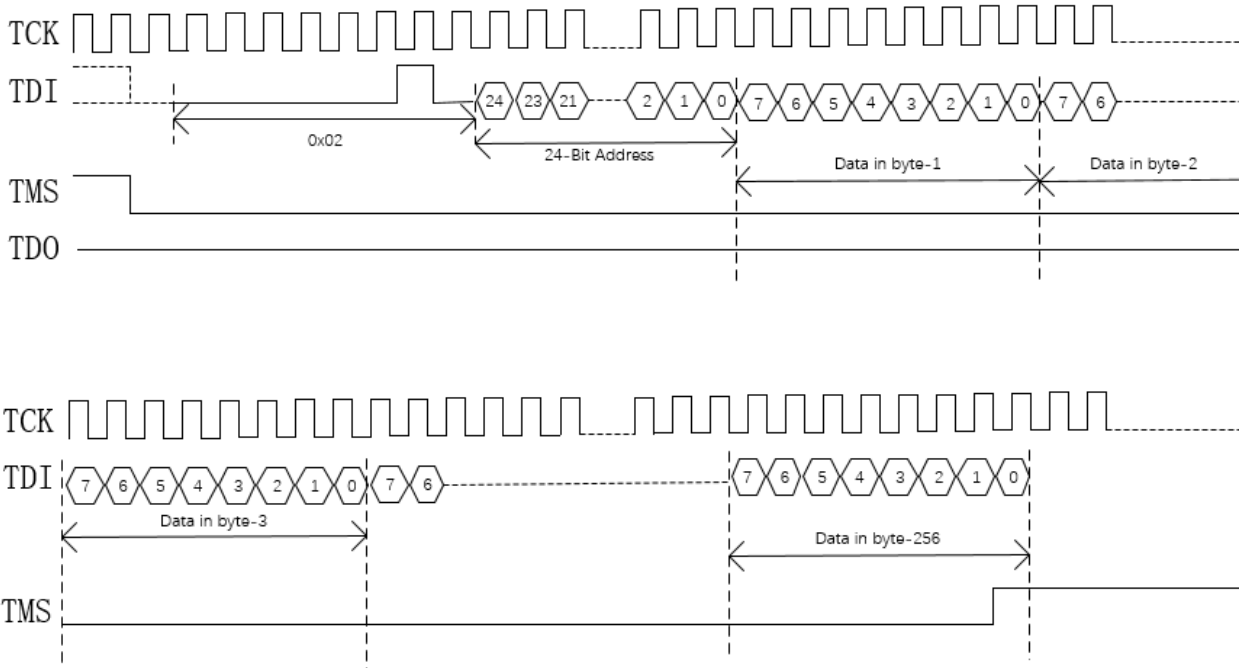 TCK
TDI 24 23 21 2 1 0 7 6 5 4 3 2 1 0 7 6
0x02
24-Bit Address
Data in byte-1 Data in byte-2
TMS
TDO
TCK
TDI 7 6 5 4 3 2 1 0 7 6 7 6 5 4 3 2 1 0
Data in byte-3
Data in byte-256
TMS